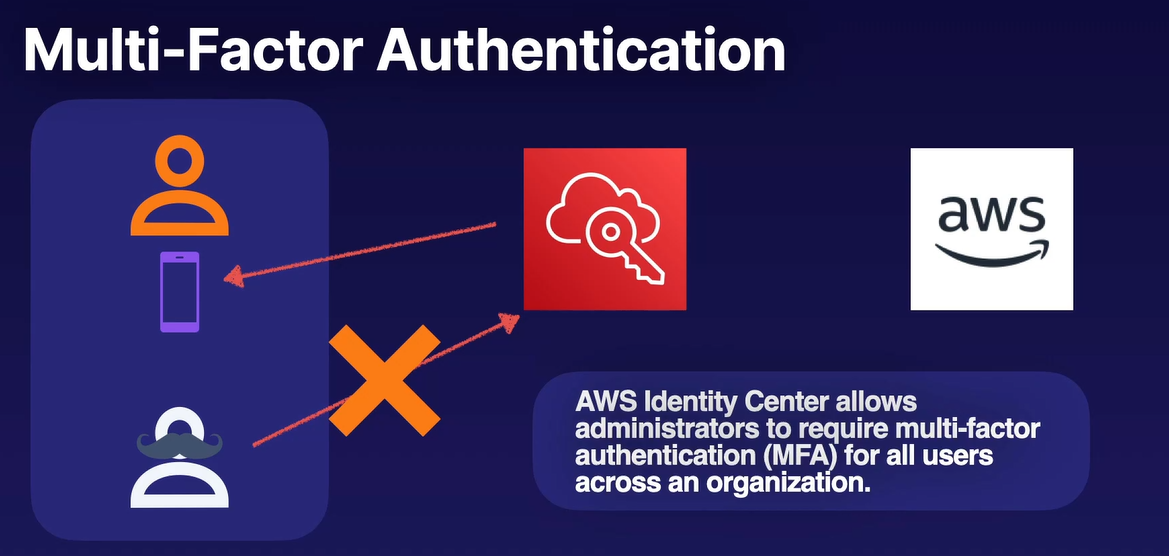 Multi-Factor Authentication
aws
AWS Identity Center allows
administrators to require multi-factor
authentication (MFA) for all users
across an organization.